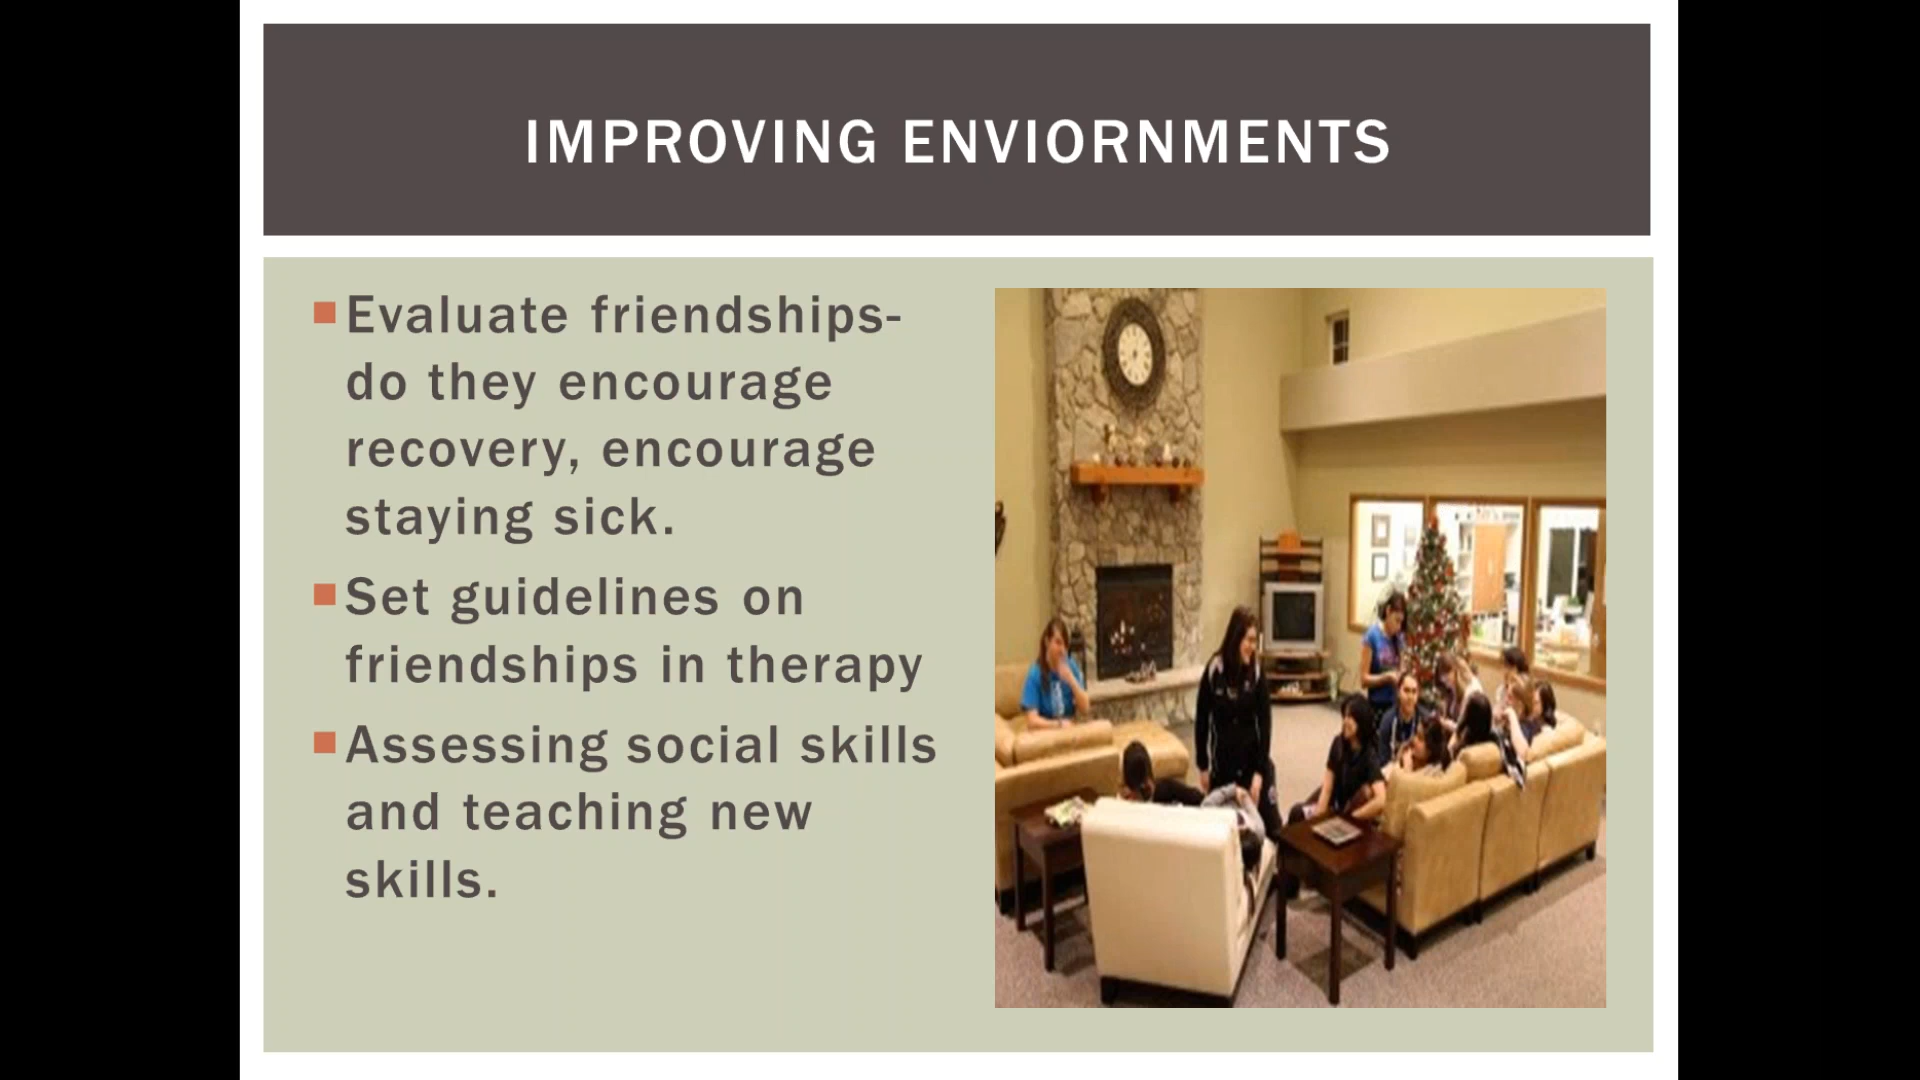 IMPROVING ENVIORNMENTS
Evaluate friendships-
do they encourage
recovery, encourage
staying sick.
Set guidelines on
friendships in therapy
Assessing social skills
and teaching new
skills.